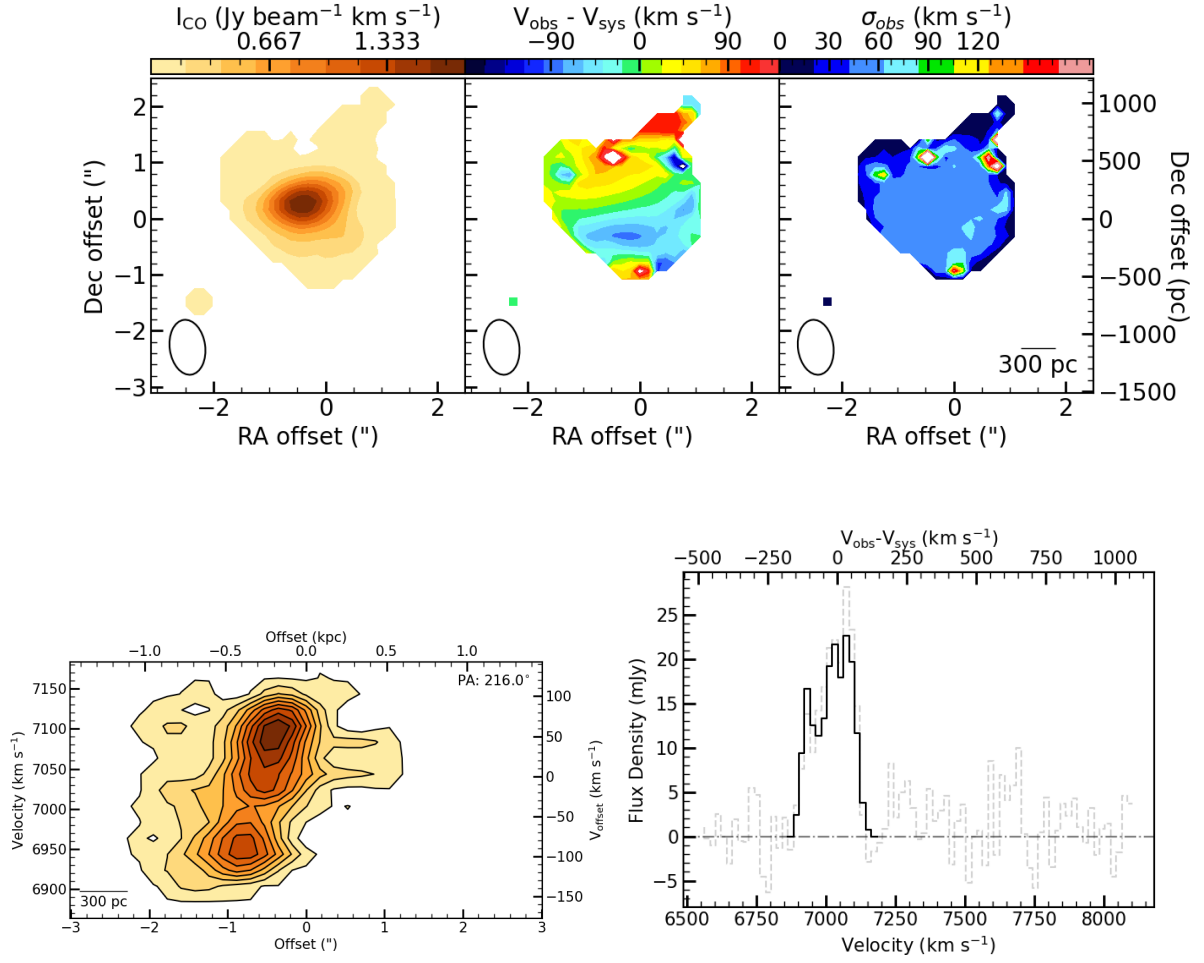 I_CO (Jy beam⁻¹ km s⁻¹) V_obs - V_sys (km s⁻¹) σ_obs (km s⁻¹)
0.667 1.333 −90 0 90 0 30 60 90 120
2
1
0
−1
−2
−3
Dec offset (")
1000
500
0
−500
−1000
−1500
Dec offset (pc)
300 pc
−2 0 2 −2 0 2 −2 0 2
RA offset (") RA offset (") RA offset (")
Offset (kpc)
−1.0 −0.5 0.0 0.5 1.0
PA: 216.0°
7150
7100
7050
7000
6950
6900
Velocity (km s⁻¹)
100
50
0
−50
−100
−150
V_offset (km s⁻¹)
300 pc
−3 −2 −1 0 1 2 3
Offset (")
V_obs-V_sys (km s⁻¹)
−500 −250 0 250 500 750 1000
25
20
15
10
5
0
−5
Flux Density (mJy)
6500 6750 7000 7250 7500 7750 8000
Velocity (km s⁻¹)